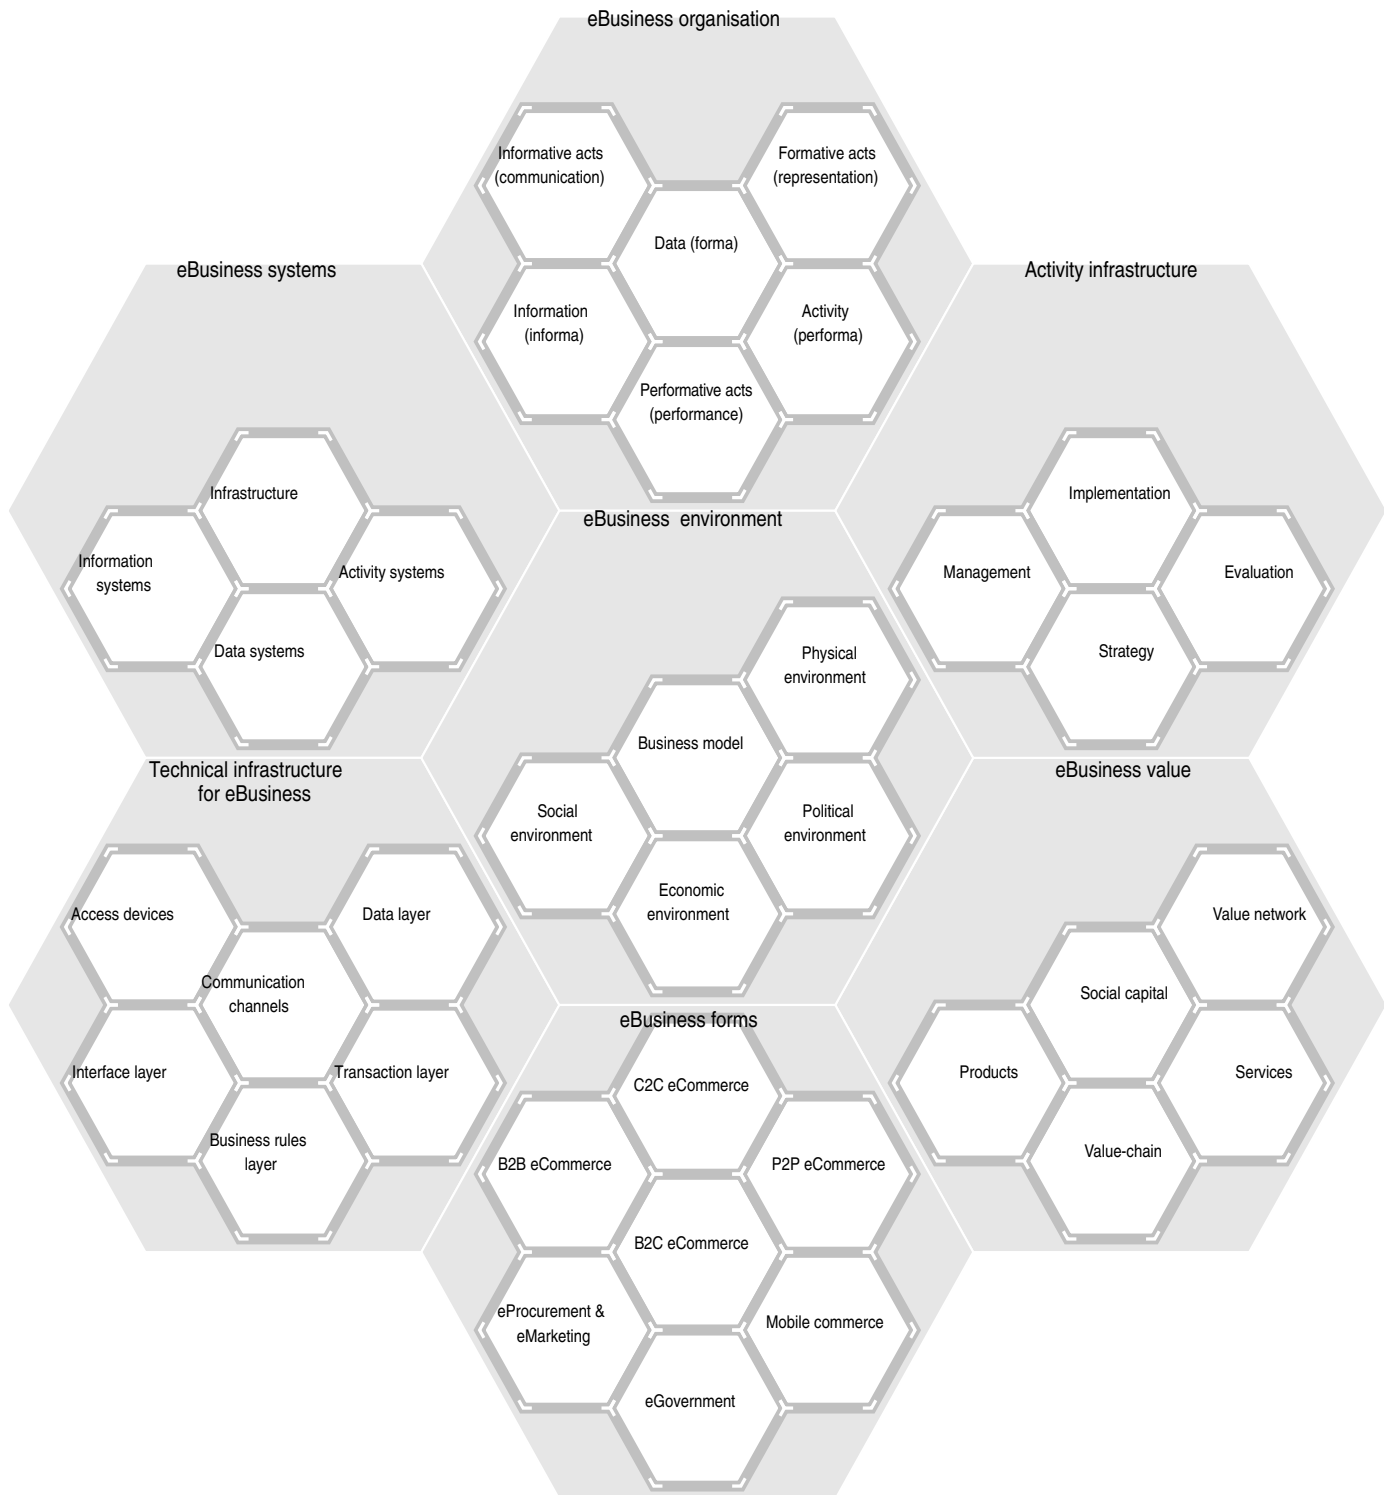 eBusiness organisation
Informative acts
(communication)
Formative acts
(representation)
Data (forma)
Information
(informa)
Activity
(performa)
Performative acts
(performance)
eBusiness systems
Infrastructure
Information
systems
Activity systems
Data systems
Activity infrastructure
Implementation
Management
Evaluation
Strategy
eBusiness environment
Physical
environment
Business model
Social
environment
Political
environment
Economic
environment
Technical infrastructure
for eBusiness
Access devices
Data layer
Communication
channels
Interface layer
Transaction layer
Business rules
layer
eBusiness value
Value network
Social capital
Products
Services
Value-chain
eBusiness forms
C2C eCommerce
B2B eCommerce
P2P eCommerce
B2C eCommerce
eProcurement &
eMarketing
Mobile commerce
eGovernment